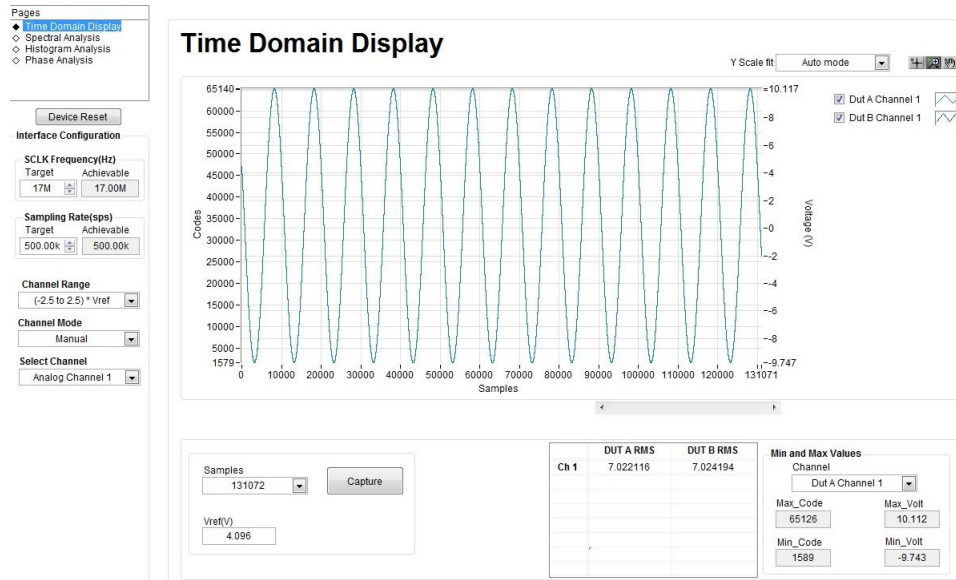 Pages
Time Domain Display
Spectral Analysis
Histogram Analysis
Phase Analysis
Device Reset
Interface Configuration
SCLK Frequency(Hz)
Target Achievable
17M 17.00M
Sampling Rate(sps)
Target Achievable
500.00k 500.00k
Channel Range
(-2.5 to 2.5) * Vref
Channel Mode
Manual
Select Channel
Analog Channel 1
Time Domain Display
Y Scale fit Auto mode
Dut A Channel 1
Dut B Channel 1
Codes
65140
60000
55000
50000
45000
40000
35000
30000
25000
20000
15000
10000
5000
1579
10.117
8
6
4
2
0
-2
-4
-6
-8
-9.747
Voltage (V)
0 10000 20000 30000 40000 50000 60000 70000 80000 90000 100000 110000 120000 131071
Samples
Samples
131072
Capture
Vref(V)
4.096
DUT A RMS DUT B RMS
Ch 1 7.022116 7.024194
Min and Max Values
Channel
Dut A Channel 1
Max_Code Max_Volt
65126 10.112
Min_Code Min_Volt
1589 -9.743